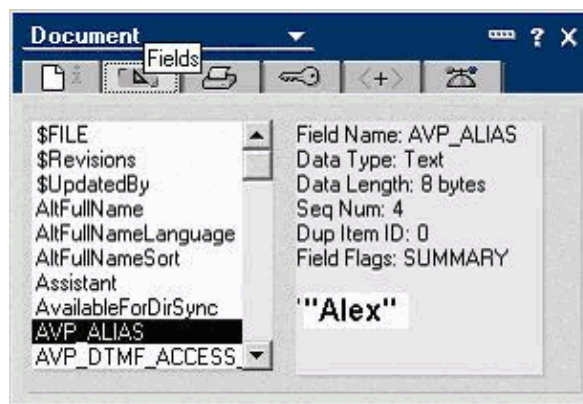 Document
? X
Fields
i
<+>
$FILE
$Revisions
$UpdatedBy
AltFullName
AltFullNameLanguage
AltFullNameSort
Assistant
AvailableForDirSync
AVP_ALIAS
AVP_DTMF_ACCESS_
Field Name: AVP_ALIAS
Data Type: Text
Data Length: 8 bytes
Seq Num: 4
Dup Item ID: 0
Field Flags: SUMMARY
'"Alex"